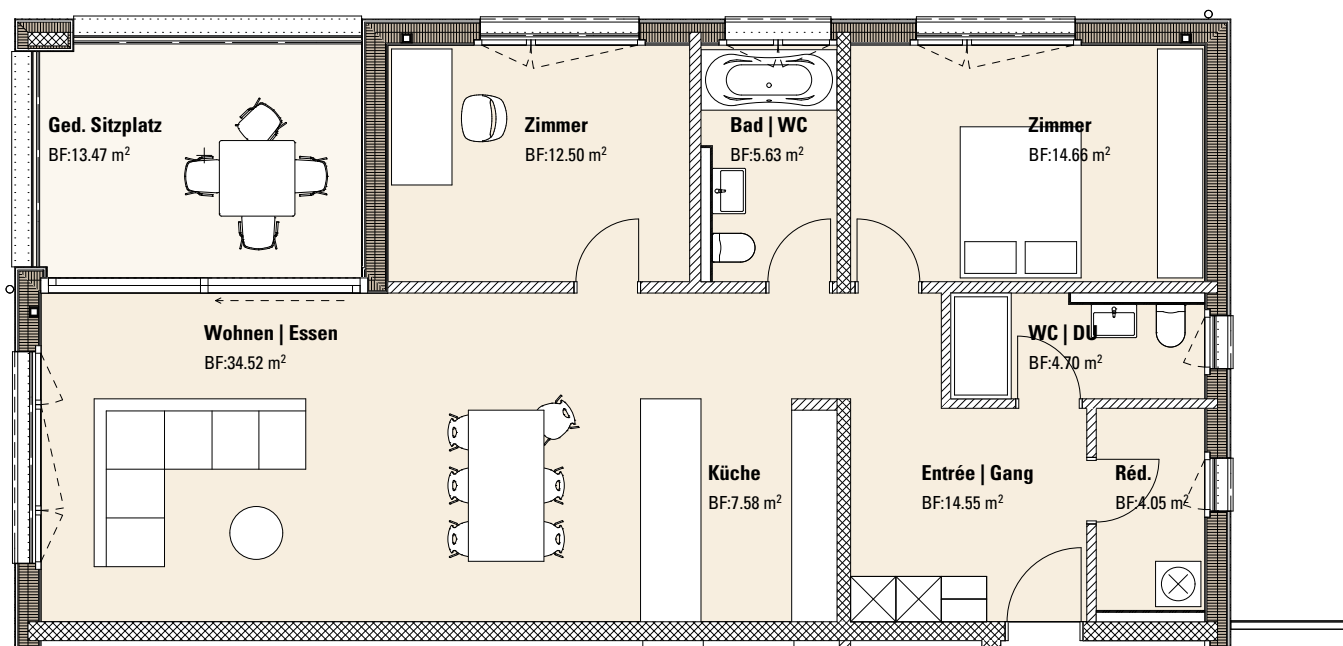 Ged. Sitzplatz
BF:13.47 m²
Zimmer
BF:12.50 m²
Bad | WC
BF:5.63 m²
Zimmer
BF:14.66 m²
Wohnen | Essen
BF:34.52 m²
WC | DU
BF:4.70 m²
Küche
BF:7.58 m²
Entrée | Gang
BF:14.55 m²
Réd.
BF:4.05 m²